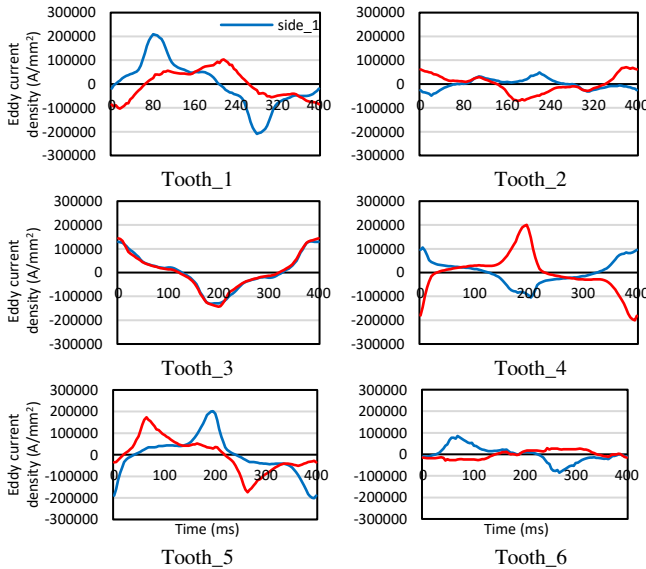 side_1
Eddy current
density (A/mm²)
300000
200000
100000
0
-100000
-200000
-300000
0 80 160 240 320 400
Tooth_1
300000
200000
100000
0
-100000
-200000
-300000
0 80 160 240 320 400
Tooth_2
Eddy current
density (A/mm²)
300000
200000
100000
0
-100000
-200000
-300000
0 100 200 300 400
Tooth_3
300000
200000
100000
0
-100000
-200000
-300000
0 100 200 300 400
Tooth_4
Eddy current
density (A/mm²)
300000
200000
100000
0
-100000
-200000
-300000
0 100 200 300 400
Time (ms)
Tooth_5
300000
200000
100000
0
-100000
-200000
-300000
0 100 200 300 400
Time (ms)
Tooth_6